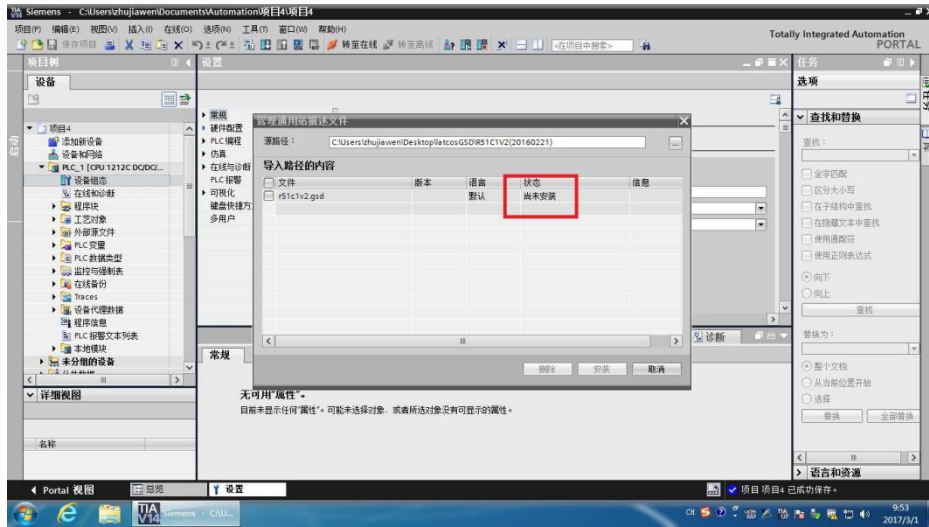 Siemens - C:\Users\zhujiawen\Documents\Automation\项目4\项目4
项目(P) 编辑(E) 视图(V) 插入(I) 在线(O) 选项(N) 工具(T) 窗口(W) 帮助(H)
Totally Integrated Automation
PORTAL
保存项目
转至在线
转至离线
<在项目中搜索>
项目树
设备
项目4
添加新设备
设备和网络
PLC_1 [CPU 1212C DC/DC/...
设备组态
在线和诊断
程序块
工艺对象
外部源文件
PLC 变量
PLC 数据类型
监控与强制表
在线备份
Traces
设备代理数据
程序信息
PLC 报警文本列表
本地模块
未分组的设备
详细视图
名称
设置
常规
硬件配置
PLC 编程
仿真
在线与诊断
PLC 报警
可视化
键盘快捷方
多用户
管理通用站描述文件
源路径：
C:\Users\zhujiawen\Desktop\latcosGSD\R51C1V2(20160221)
导入路径的内容
文件 版本 语言 状态 信息
r51c1v2.gsd 默认 尚未安装
删除 安装 取消
诊断
常规
无可用“属性”。
目前未显示任何“属性”。可能未选择对象，或者所选对象没有可显示的属性。
任务
选项
查找和替换
查找：
全字匹配
区分大小写
在子结构中查找
在隐藏文本中查找
使用通配符
使用正则表达式
向下
向上
查找
替换为：
整个文档
从当前位置开始
选择
替换 全部替换
语言和资源
Portal 视图 总览 设置
项目 项目4 已成功保存。
TIA
V14
Siemens - C:\U...
CH
9:53
2017/3/1